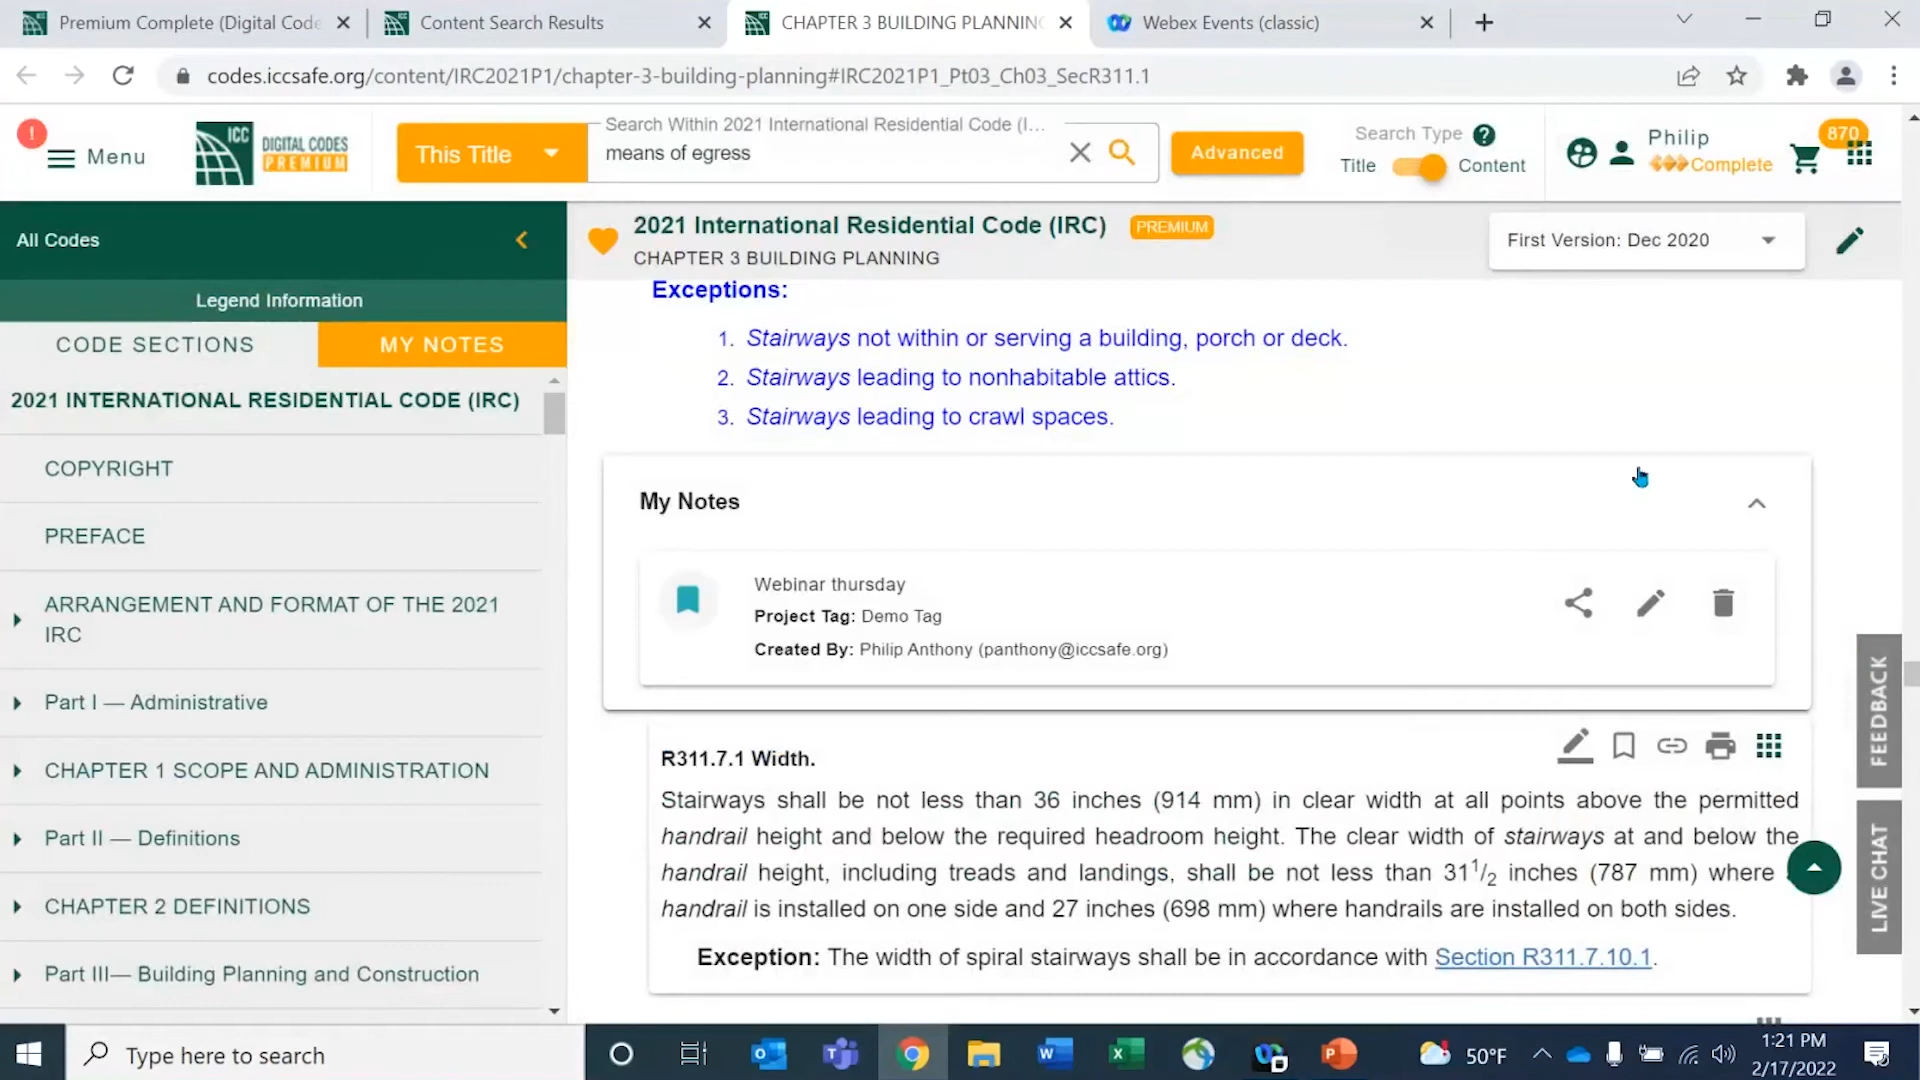 Premium Complete (Digital Code
Content Search Results
CHAPTER 3 BUILDING PLANNING
Webex Events (classic)
codes.iccsafe.org/content/IRC2021P1/chapter-3-building-planning#IRC2021P1_Pt03_Ch03_SecR311.1
!
Menu
ICC
DIGITAL CODES
PREMIUM
This Title
Search Within 2021 International Residential Code (I...
means of egress
Advanced
Search Type ?
Title
Content
Philip
Complete
870
All Codes
Legend Information
CODE SECTIONS
MY NOTES
2021 INTERNATIONAL RESIDENTIAL CODE (IRC)
COPYRIGHT
PREFACE
ARRANGEMENT AND FORMAT OF THE 2021
IRC
Part I — Administrative
CHAPTER 1 SCOPE AND ADMINISTRATION
Part II — Definitions
CHAPTER 2 DEFINITIONS
Part III— Building Planning and Construction
2021 International Residential Code (IRC)
PREMIUM
CHAPTER 3 BUILDING PLANNING
First Version: Dec 2020
Exceptions:
1. Stairways not within or serving a building, porch or deck.
2. Stairways leading to nonhabitable attics.
3. Stairways leading to crawl spaces.
My Notes
Webinar thursday
Project Tag: Demo Tag
Created By: Philip Anthony (panthony@iccsafe.org)
R311.7.1 Width.
Stairways shall be not less than 36 inches (914 mm) in clear width at all points above the permitted
handrail height and below the required headroom height. The clear width of stairways at and below the
handrail height, including treads and landings, shall be not less than 31 1/2 inches (787 mm) where
handrail is installed on one side and 27 inches (698 mm) where handrails are installed on both sides.
Exception: The width of spiral stairways shall be in accordance with Section R311.7.10.1.
FEEDBACK
LIVE CHAT
Type here to search
50°F
1:21 PM
2/17/2022